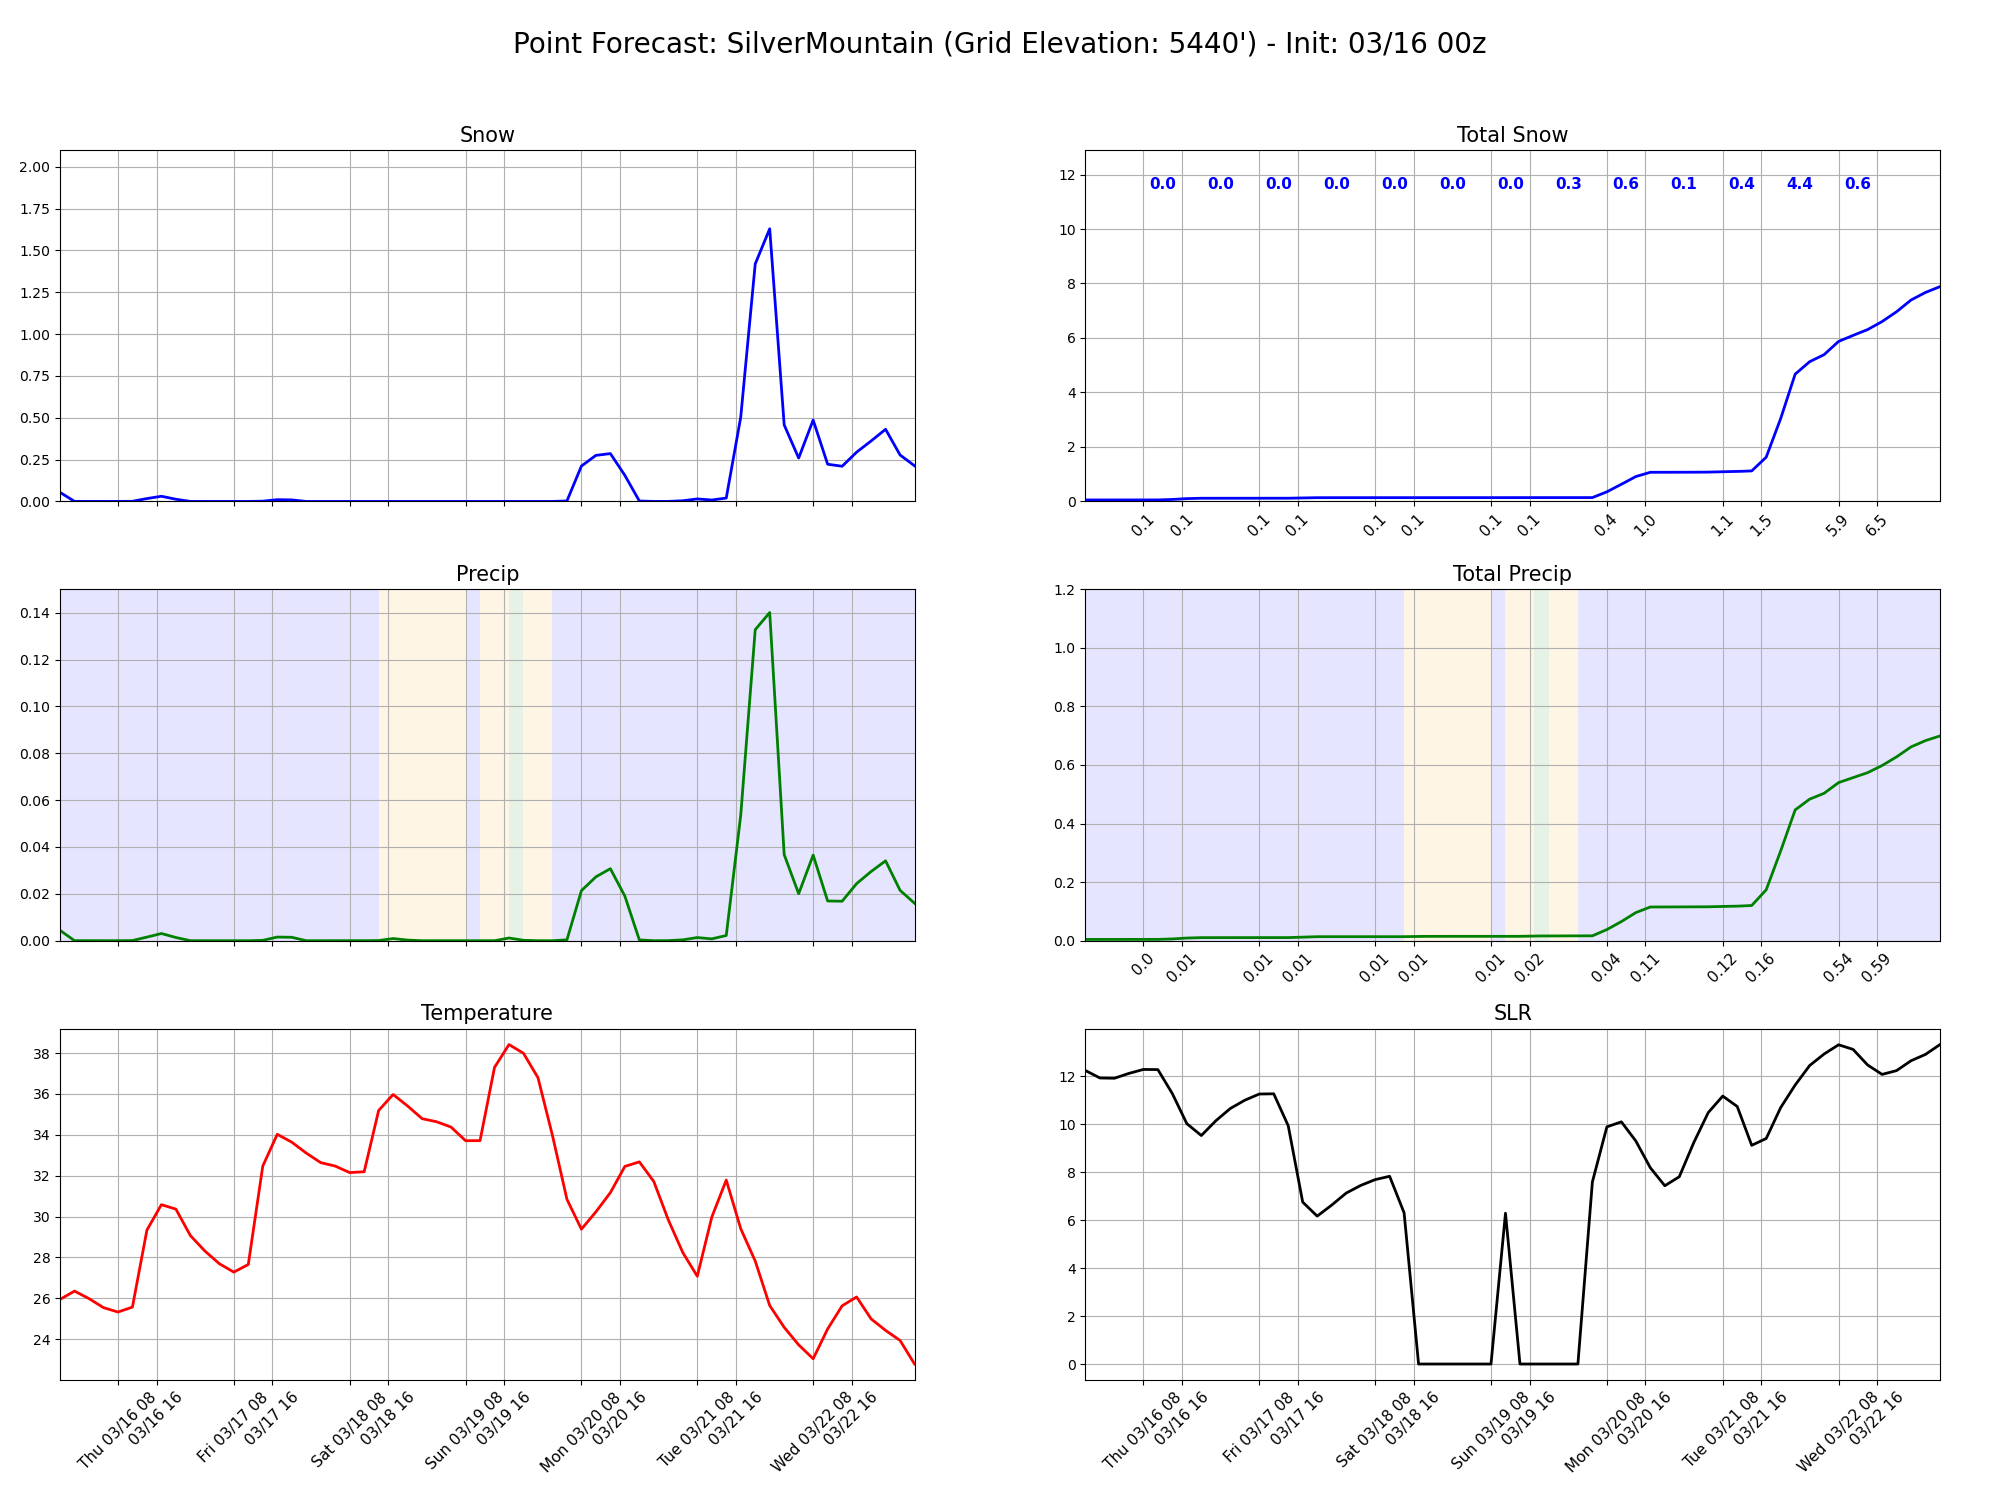 Point Forecast: SilverMountain (Grid Elevation: 5440') - Init: 03/16 00z
Snow
2.00
1.75
1.50
1.25
1.00
0.75
0.50
0.25
0.00
Total Snow
12
10
8
6
4
2
0
0.0 0.0 0.0 0.0 0.0 0.0 0.0 0.3 0.6 0.1 0.4 4.4 0.6
0.1 0.1 0.1 0.1 0.1 0.1 0.1 0.1 0.4 1.0 1.1 1.5 5.9 6.5
Precip
0.14
0.12
0.10
0.08
0.06
0.04
0.02
0.00
Total Precip
1.2
1.0
0.8
0.6
0.4
0.2
0.0
0.0 0.01 0.01 0.01 0.01 0.01 0.01 0.02 0.04 0.11 0.12 0.16 0.54 0.59
Temperature
38
36
34
32
30
28
26
24
Thu 03/16 08
03/16 16
Fri 03/17 08
03/17 16
Sat 03/18 08
03/18 16
Sun 03/19 08
03/19 16
Mon 03/20 08
03/20 16
Tue 03/21 08
03/21 16
Wed 03/22 08
03/22 16
SLR
12
10
8
6
4
2
0
Thu 03/16 08
03/16 16
Fri 03/17 08
03/17 16
Sat 03/18 08
03/18 16
Sun 03/19 08
03/19 16
Mon 03/20 08
03/20 16
Tue 03/21 08
03/21 16
Wed 03/22 08
03/22 16